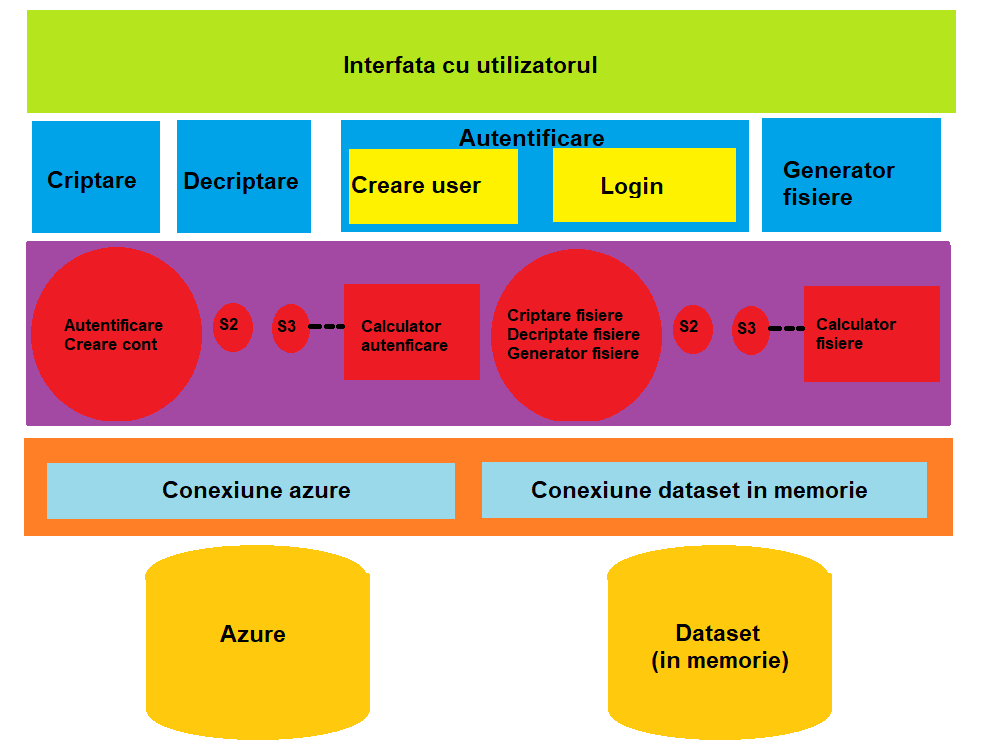 Interfata cu utilizatorul
Criptare
Decriptare
Autentificare
Creare user
Login
Generator
fisiere
Autentificare
Creare cont
S2
S3
Calculator
autenficare
Criptare fisiere
Decriptate fisiere
Generator fisiere
S2
S3
Calculator
fisiere
Conexiune azure
Conexiune dataset in memorie
Azure
Dataset
(in memorie)